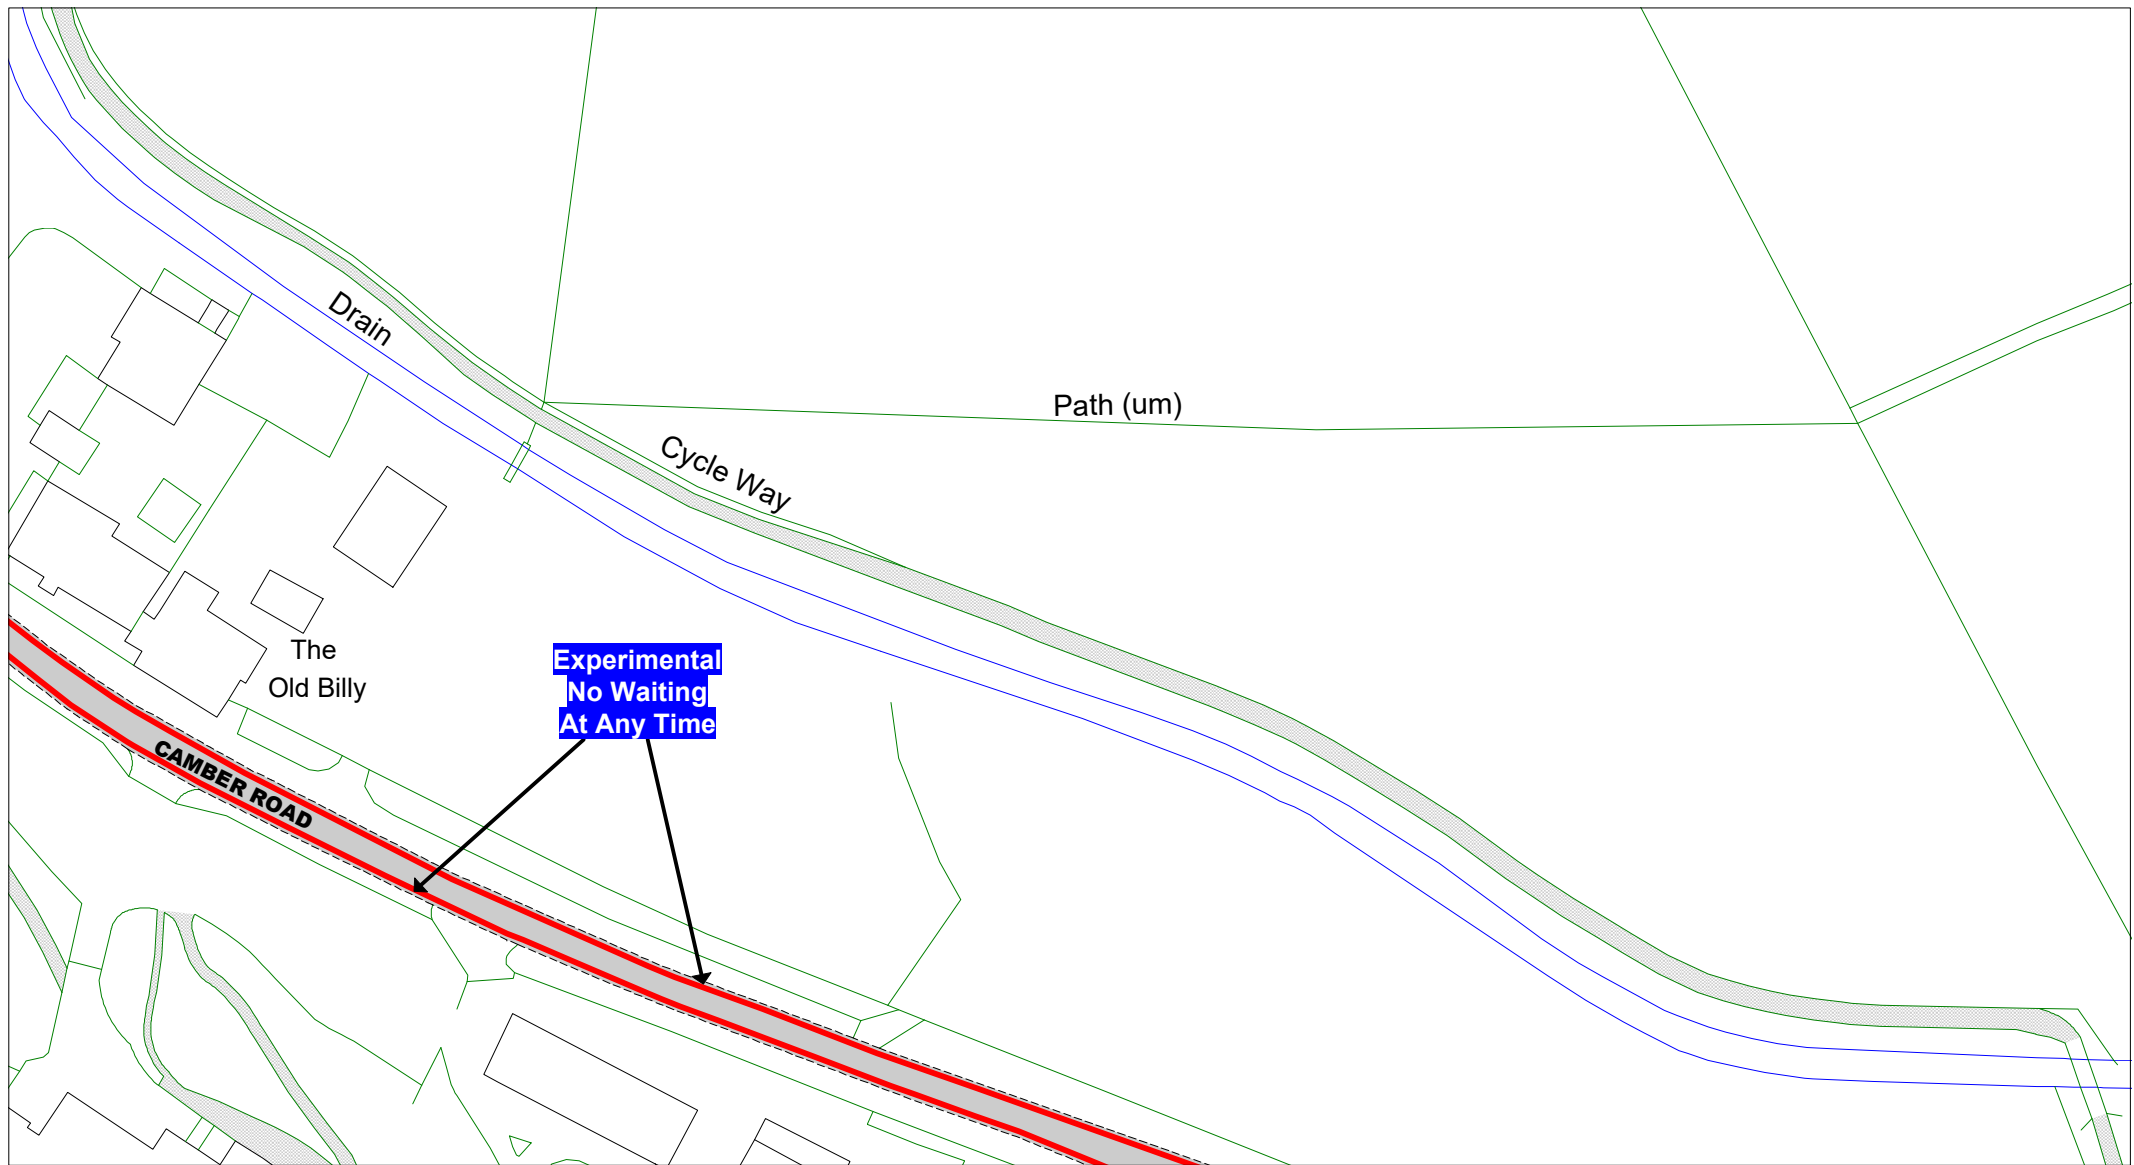 Drain
Path (um)
Cycle Way
The
Old Billy
Experimental
No Waiting
At Any Time
CAMBER ROAD